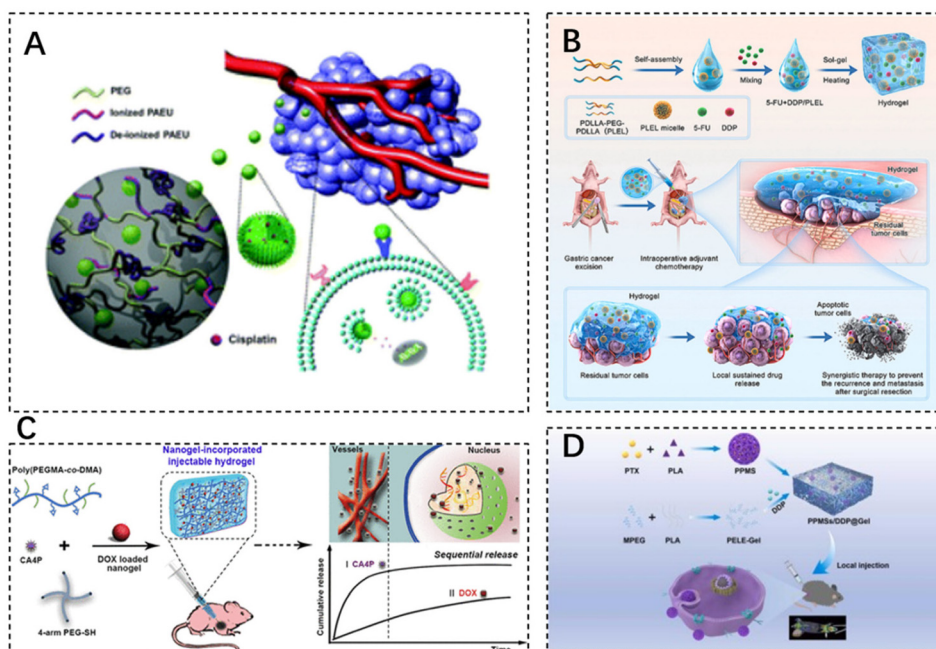 A
PEG
Ionized PAEU
De-ionized PAEU
Cisplatin
B
Self-assembly
Mixing
Sol-gel
Heating
5-FU+DDP/PLEL
Hydrogel
PDLLA-PEG-
PDLLA (PLEL)
PLEL micelle
5-FU
DDP
Hydrogel
Residual
tumor cells
Gastric cancer
excision
Intraoperative adjuvant
chemotherapy
Hydrogel
Apoptotic
tumor cells
Residual tumor cells
Local sustained drug
release
Synergistic therapy to prevent
the recurrence and metastasis
after surgical resection
C
Poly(PEGMA-co-DMA)
CA4P
+
DOX loaded
nanogel
4-arm PEG-SH
Nanogel-incorporated
injectable hydrogel
Vessels
Nucleus
Cumulative release
Sequential release
I CA4P
II DOX
Time
D
PTX + PLA
PPMS
DDP
PPMSs/DDP@Gel
MPEG + PLA
PELE-Gel
Local injection